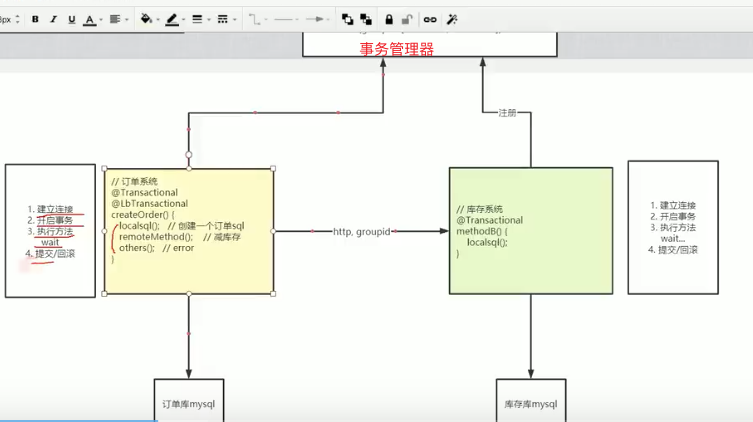 B I U A
事务管理器
注册
1. 建立连接
2. 开启事务
3. 执行方法
wait
4. 提交/回滚
// 订单系统
@Transactional
@LbTransactional
createOrder() {
localsql(); // 创建一个订单sql
remoteMethod(); // 减库存
others(); // error
}
http, groupid
// 库存系统
@Transactional
methodB() {
localsql();
}
1. 建立连接
2. 开启事务
3. 执行方法
wait...
4. 提交/回滚
订单库mysql
库存库mysql